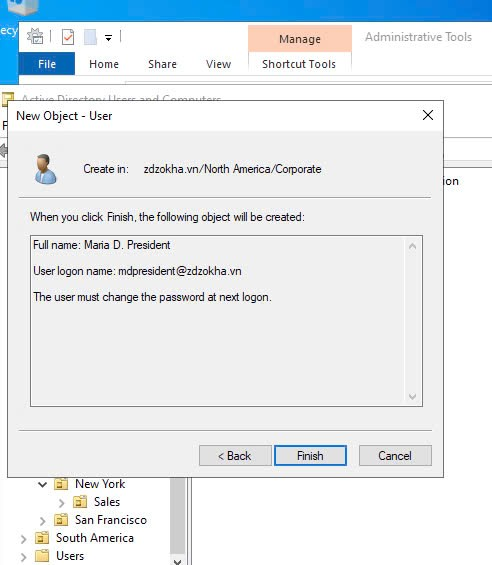 ecy
Manage
Administrative Tools
File
Home
Share
View
Shortcut Tools
Active Directory Users and Computers
F
New Object - User
Create in:
zdzokha.vn/North America/Corporate
ion
When you click Finish, the following object will be created:
Full name: Maria D. President
User logon name: mdpresident@zdzokha.vn
The user must change the password at next logon.
< Back
Finish
Cancel
New York
Sales
San Francisco
South America
Users